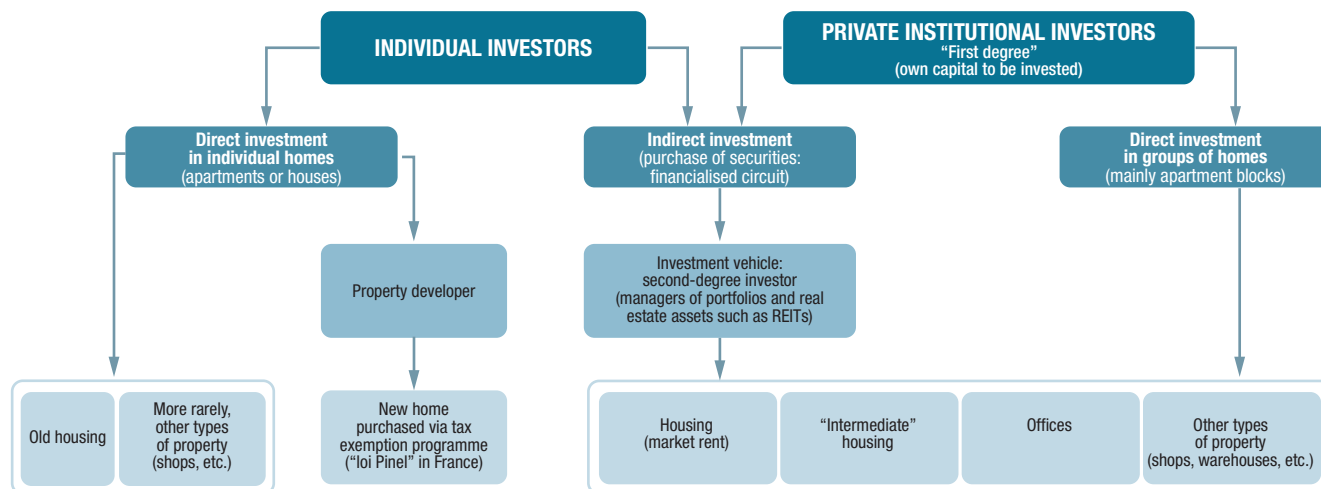 INDIVIDUAL INVESTORS
PRIVATE INSTITUTIONAL INVESTORS
“First degree”
(own capital to be invested)
Direct investment
in individual homes
(apartments or houses)
Indirect investment
(purchase of securities:
financialised circuit)
Direct investment
in groups of homes
(mainly apartment blocks)
Property developer
Investment vehicle:
second-degree investor
(managers of portfolios and real
estate assets such as REITs)
Old housing
More rarely,
other types
of property
(shops, etc.)
New home
purchased via tax
exemption programme
(“loi Pinel” in France)
Housing
(market rent)
“Intermediate”
housing
Offices
Other types
of property
(shops, warehouses, etc.)